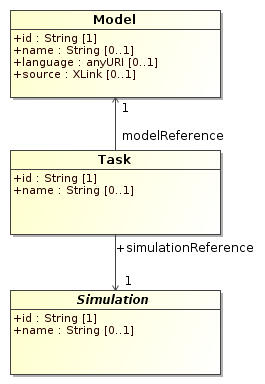 Model
+id : String [1]
+name : String [0..1]
+language : anyURI [0..1]
+source : XLink [0..1]
1
modelReference
Task
+id : String [1]
+name : String [0..1]
+simulationReference
1
Simulation
+id : String [1]
+name : String [0..1]